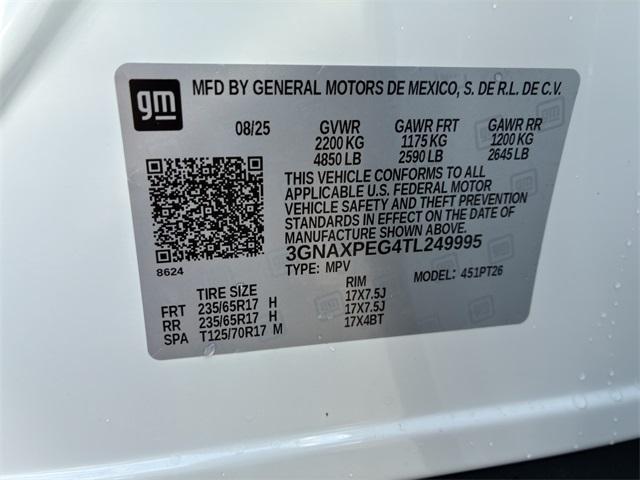 gm MFD BY GENERAL MOTORS DE MEXICO, S. DE R.L. DE C.V.
08/25 GVWR GAWR FRT GAWR RR
2200 KG 1175 KG 1200 KG
4850 LB 2590 LB 2645 LB
THIS VEHICLE CONFORMS TO ALL
APPLICABLE U.S. FEDERAL MOTOR
VEHICLE SAFETY AND THEFT PREVENTION
STANDARDS IN EFFECT ON THE DATE OF
MANUFACTURE SHOWN ABOVE.
8624 3GNAXPEG4TL249995
TYPE: MPV MODEL: 451PT26
TIRE SIZE RIM
FRT 235/65R17 H 17X7.5J
RR 235/65R17 H 17X7.5J
SPA T125/70R17 M 17X4BT